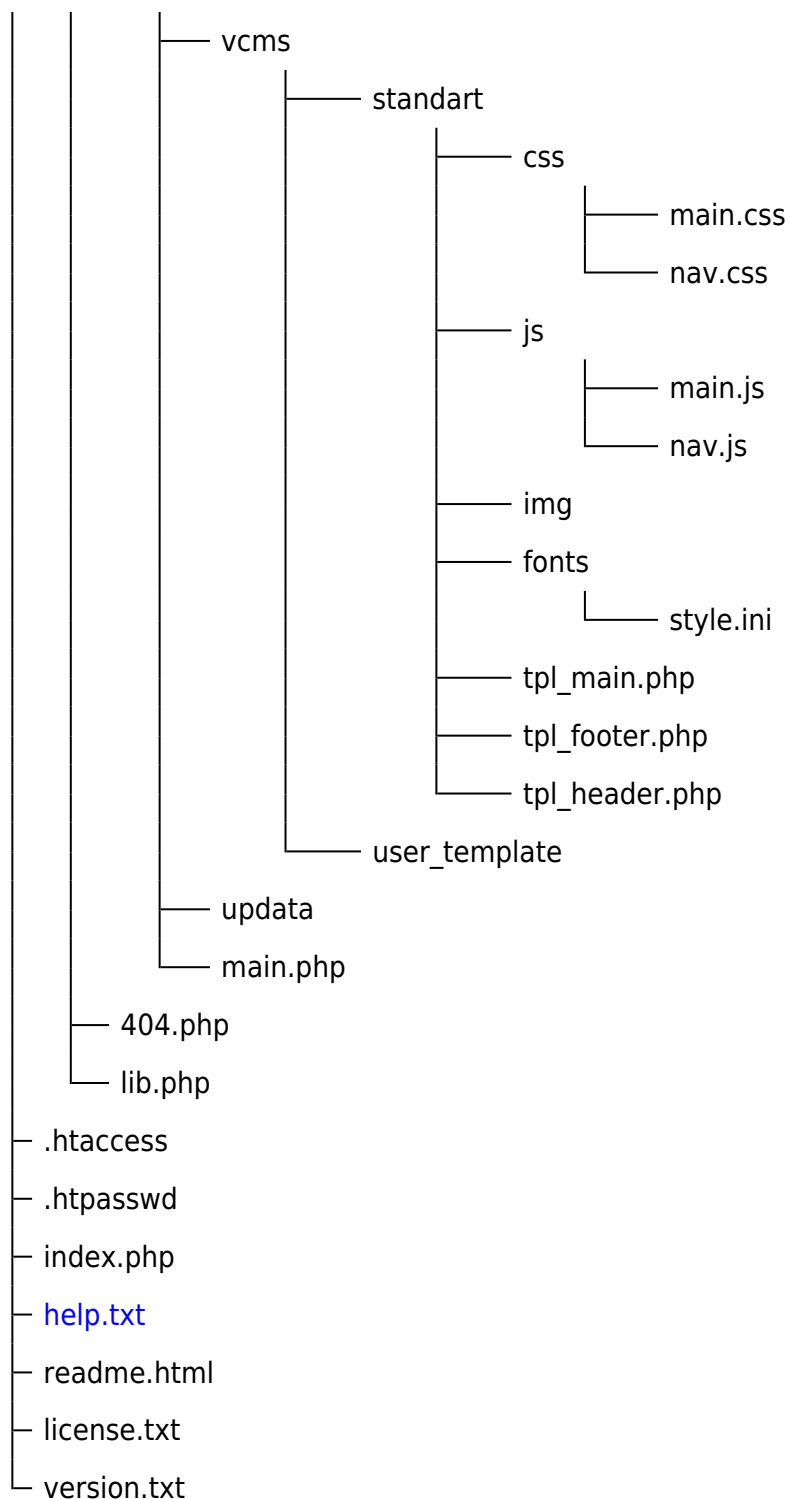 vcms
standart
css
main.css
nav.css
js
main.js
nav.js
img
fonts
style.ini
tpl_main.php
tpl_footer.php
tpl_header.php
user_template
updata
main.php
404.php
lib.php
.htaccess
.htpasswd
index.php
help.txt
readme.html
license.txt
version.txt